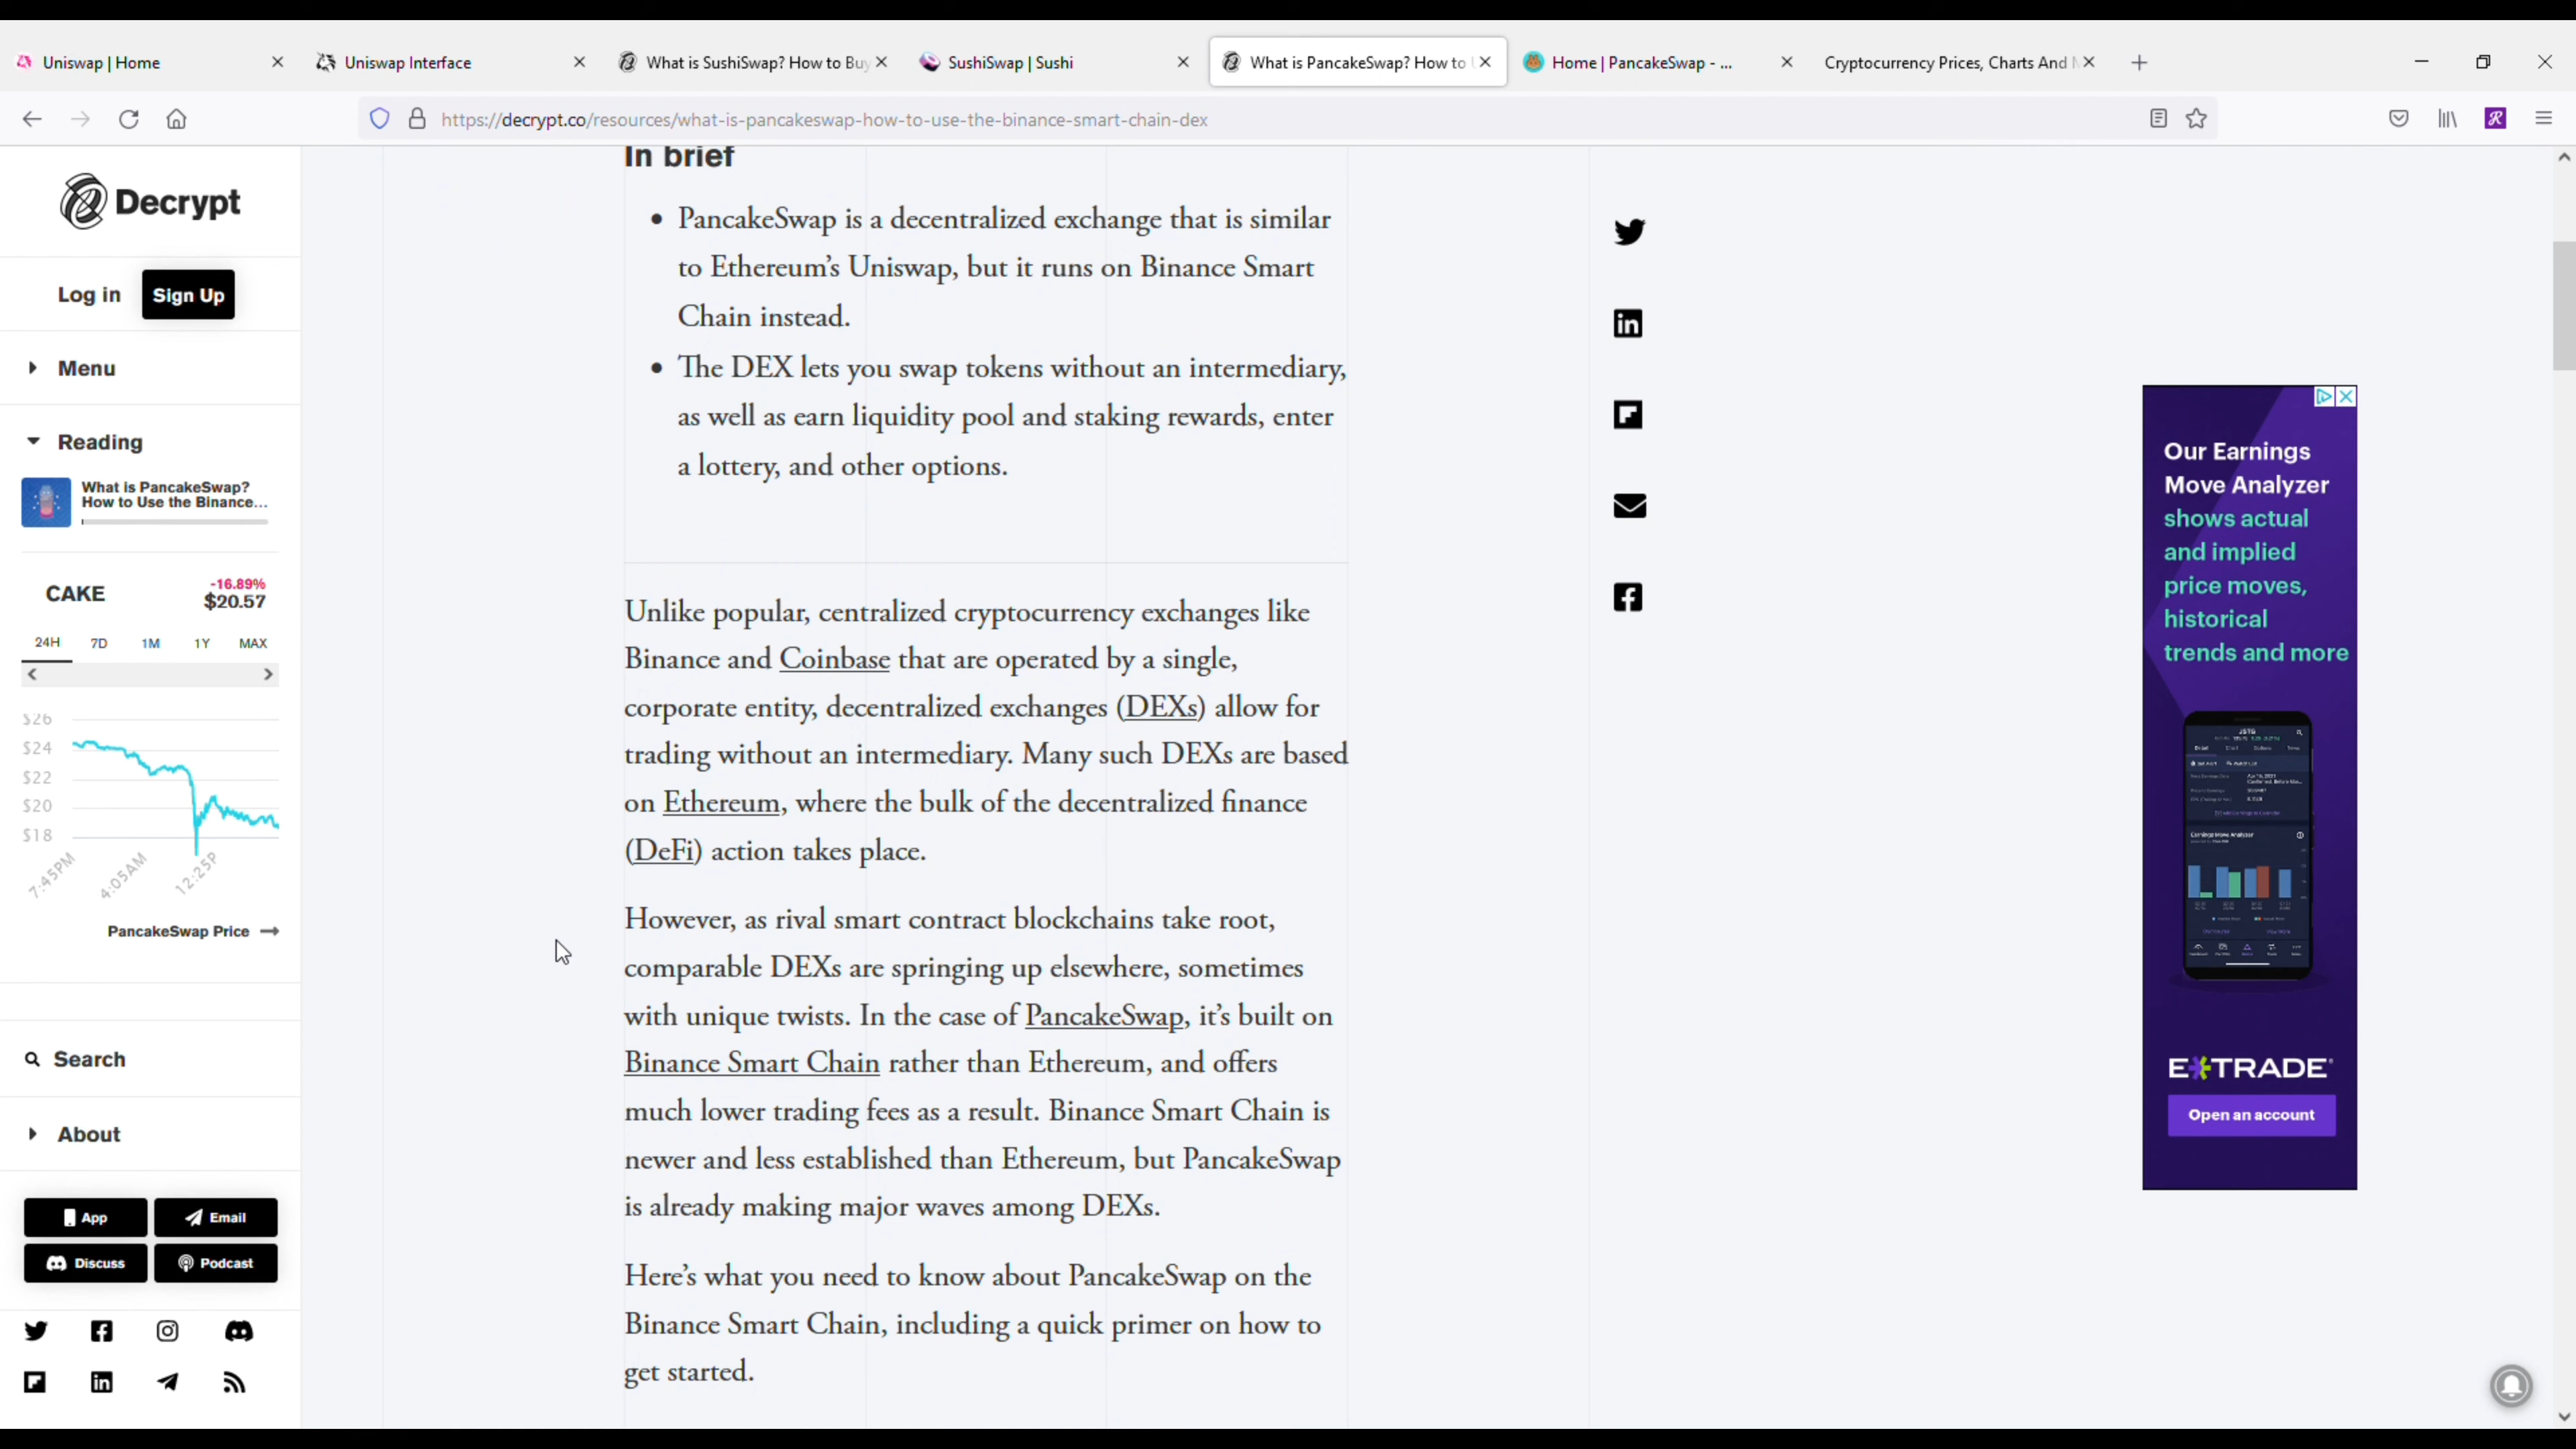 Uniswap | Home
Uniswap Interface
What is SushiSwap? How to Buy
SushiSwap | Sushi
What is PancakeSwap? How to
Home | PancakeSwap - ...
Cryptocurrency Prices, Charts And
https://decrypt.co/resources/what-is-pancakeswap-how-to-use-the-binance-smart-chain-dex
Decrypt
Log in
Sign Up
Menu
Reading
What is PancakeSwap?
How to Use the Binance...
CAKE
-16.89%
$20.57
24H 7D 1M 1Y MAX
$26
$24
$22
$20
$18
7:45PM 4:05AM 12:25P
PancakeSwap Price
Search
About
App
Email
Discuss
Podcast
In brief
PancakeSwap is a decentralized exchange that is similar
to Ethereum’s Uniswap, but it runs on Binance Smart
Chain instead.
The DEX lets you swap tokens without an intermediary,
as well as earn liquidity pool and staking rewards, enter
a lottery, and other options.
Unlike popular, centralized cryptocurrency exchanges like
Binance and Coinbase that are operated by a single,
corporate entity, decentralized exchanges (DEXs) allow for
trading without an intermediary. Many such DEXs are based
on Ethereum, where the bulk of the decentralized finance
(DeFi) action takes place.
However, as rival smart contract blockchains take root,
comparable DEXs are springing up elsewhere, sometimes
with unique twists. In the case of PancakeSwap, it’s built on
Binance Smart Chain rather than Ethereum, and offers
much lower trading fees as a result. Binance Smart Chain is
newer and less established than Ethereum, but PancakeSwap
is already making major waves among DEXs.
Here’s what you need to know about PancakeSwap on the
Binance Smart Chain, including a quick primer on how to
get started.
Our Earnings
Move Analyzer
shows actual
and implied
price moves,
historical
trends and more
E*TRADE
Open an account